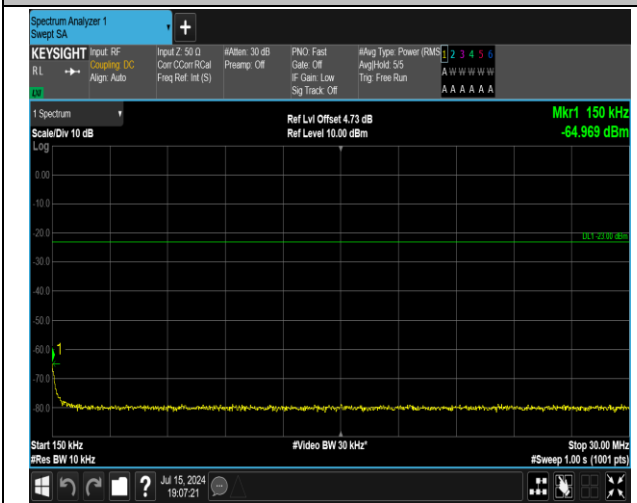 Spectrum Analyzer 1
Swept SA
+
KEYSIGHT Input: RF Input Z: 50 Ω #Atten: 30 dB PNO: Fast #Avg Type: Power (RMS 1 2 3 4 5 6
RL Coupling: DC Corr CCorr RCal Preamp: Off Gate: Off Avg|Hold: 5/5 A W W W W W
Align: Auto Freq Ref: Int (S) IF Gain: Low Trig: Free Run
Sig Track: Off A A A A A A
1 Spectrum Ref Lvl Offset 4.73 dB Mkr1 150 kHz
Scale/Div 10 dB Ref Level 10.00 dBm -64.969 dBm
Log
0.00
-10.0
-20.0
DL1 -23.00 dBm
-30.0
-40.0
-50.0
-60.0
1
-70.0
-80.0
Start 150 kHz #Video BW 30 kHz* Stop 30.00 MHz
#Res BW 10 kHz #Sweep 1.00 s (1001 pts)
? Jul 15, 2024
19:07:21